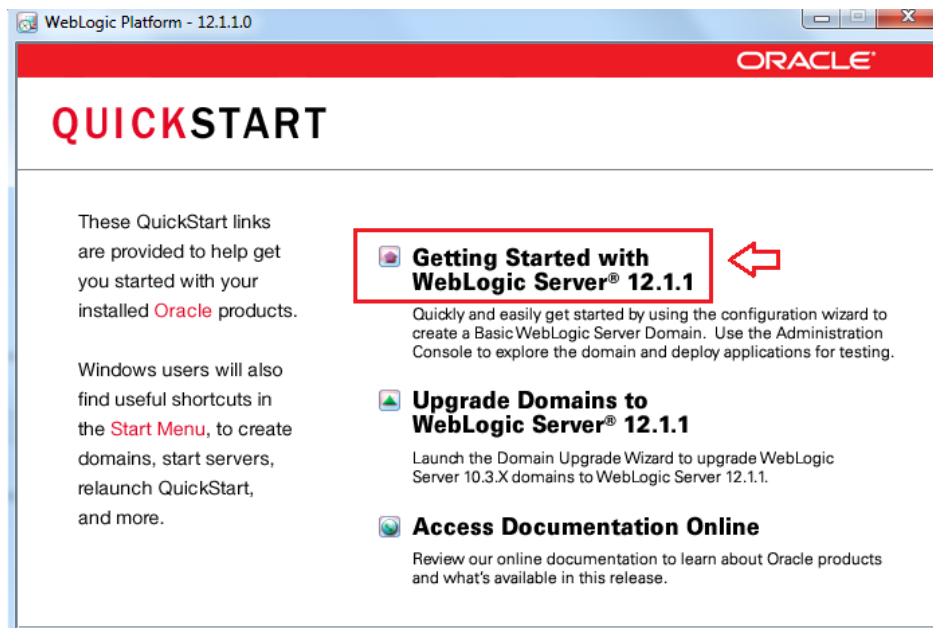 WebLogic Platform - 12.1.1.0
ORACLE®
QUICKSTART
These QuickStart links
are provided to help get
you started with your
installed Oracle products.
Windows users will also
find useful shortcuts in
the Start Menu, to create
domains, start servers,
relaunch QuickStart,
and more.
Getting Started with
WebLogic Server® 12.1.1
Quickly and easily get started by using the configuration wizard to
create a Basic WebLogic Server Domain. Use the Administration
Console to explore the domain and deploy applications for testing.
Upgrade Domains to
WebLogic Server® 12.1.1
Launch the Domain Upgrade Wizard to upgrade WebLogic
Server 10.3.X domains to WebLogic Server 12.1.1.
Access Documentation Online
Review our online documentation to learn about Oracle products
and what's available in this release.